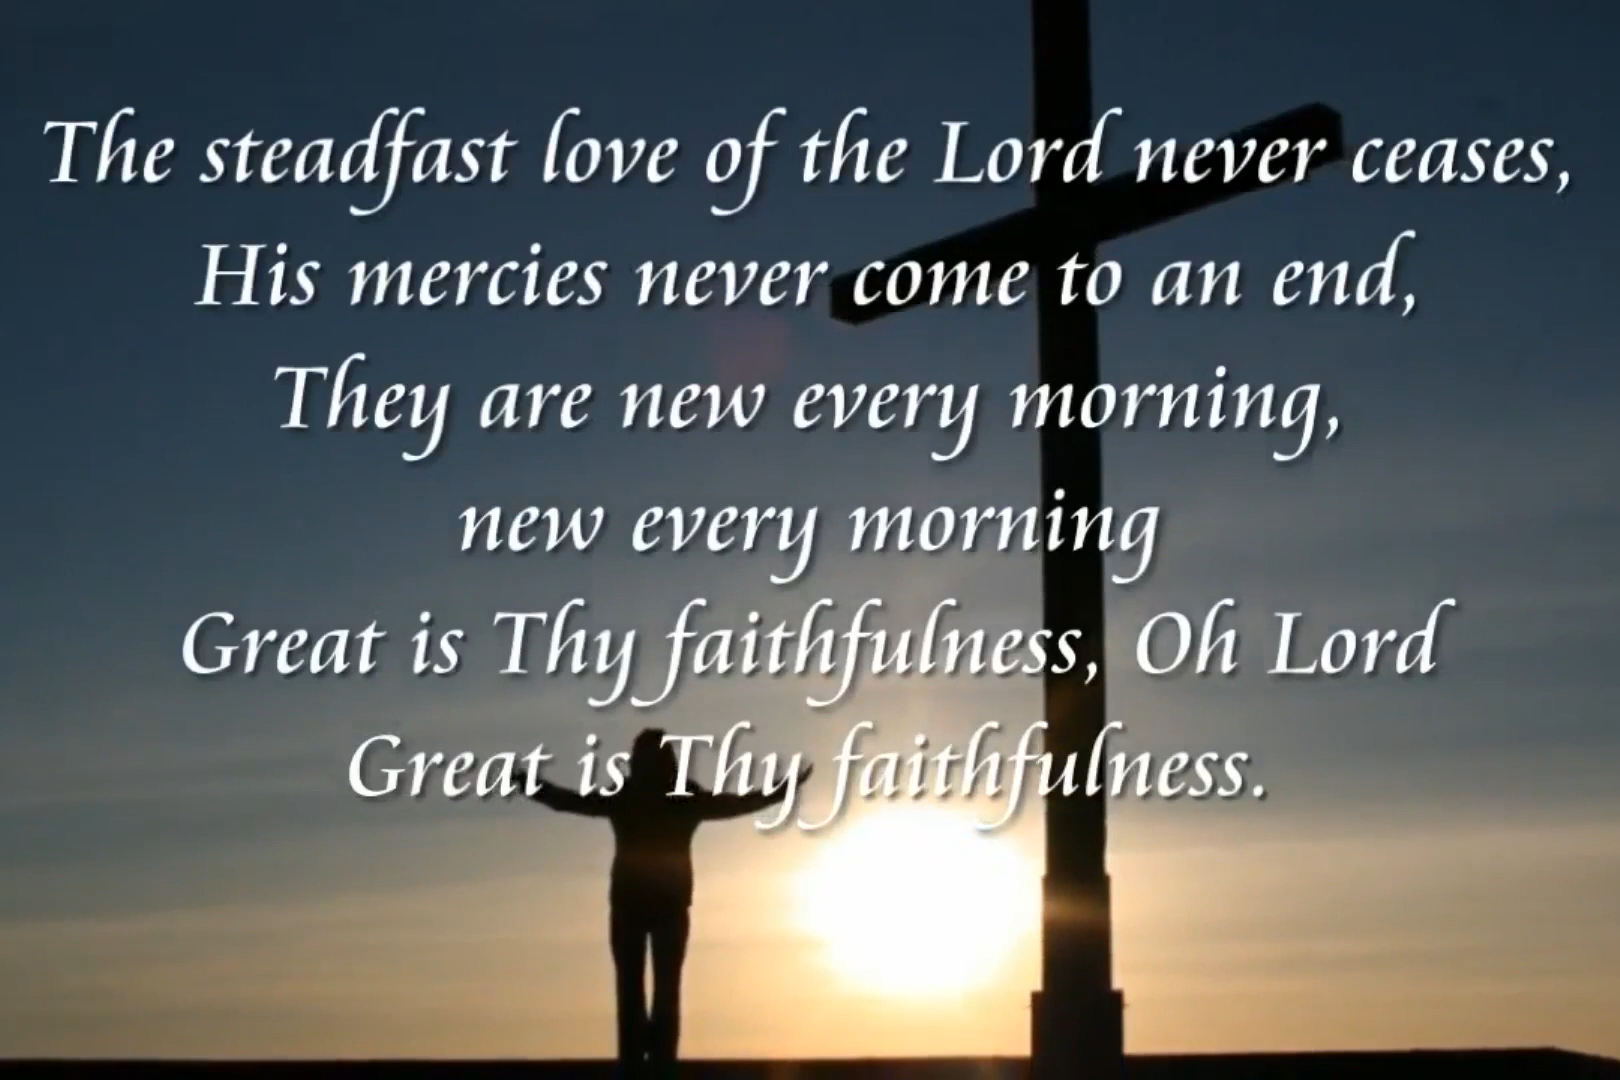 The steadfast love of the Lord never ceases,
His mercies never come to an end,
They are new every morning,
new every morning
Great is Thy faithfulness, Oh Lord
Great is Thy faithfulness.